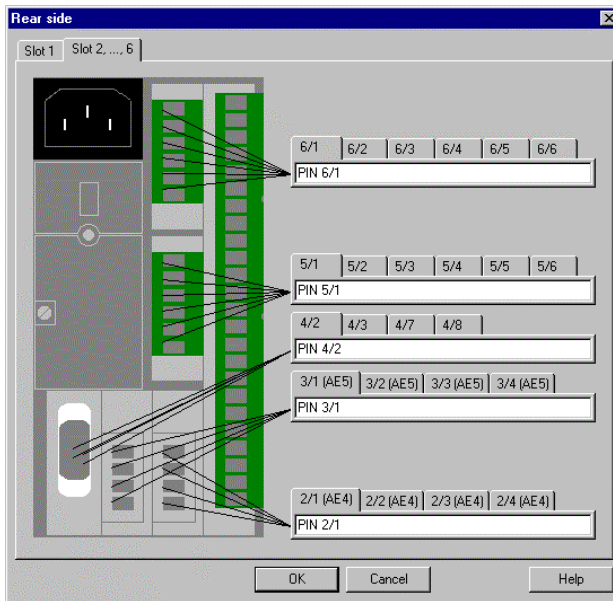 Rear side
Slot 1 Slot 2, ..., 6
6/1 6/2 6/3 6/4 6/5 6/6
PIN 6/1
5/1 5/2 5/3 5/4 5/5 5/6
PIN 5/1
4/2 4/3 4/7 4/8
PIN 4/2
3/1 (AE5) 3/2 (AE5) 3/3 (AE5) 3/4 (AE5)
PIN 3/1
2/1 (AE4) 2/2 (AE4) 2/3 (AE4) 2/4 (AE4)
PIN 2/1
OK Cancel Help